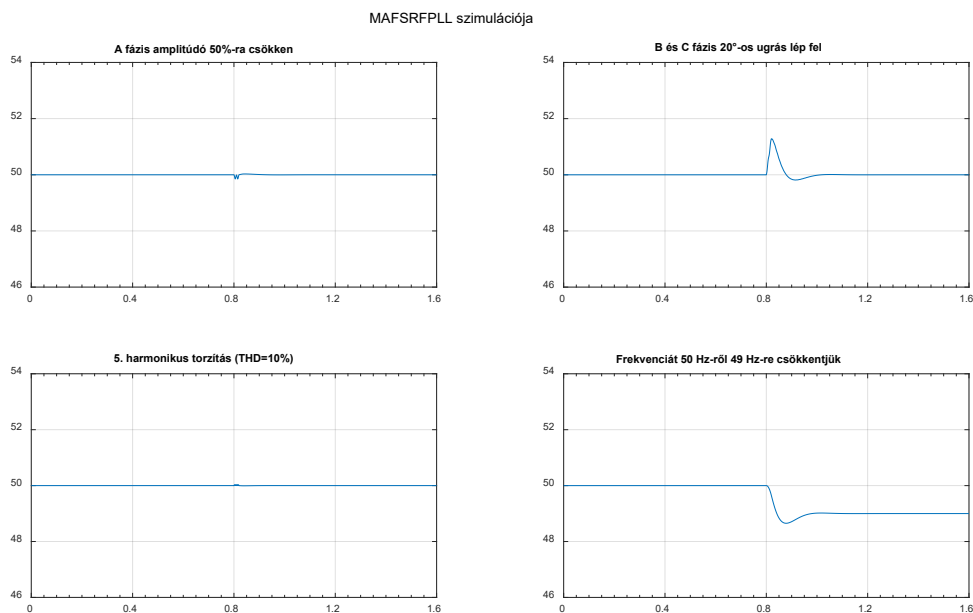 MAFSRFPLL szimulációja
A fázis amplitúdó 50%-ra csökken
54
52
50
48
46
0 0.4 0.8 1.2 1.6
B és C fázis 20°-os ugrás lép fel
54
52
50
48
46
0 0.4 0.8 1.2 1.6
5. harmonikus torzítás (THD=10%)
54
52
50
48
46
0 0.4 0.8 1.2 1.6
Frekvenciát 50 Hz-ről 49 Hz-re csökkentjük
54
52
50
48
46
0 0.4 0.8 1.2 1.6